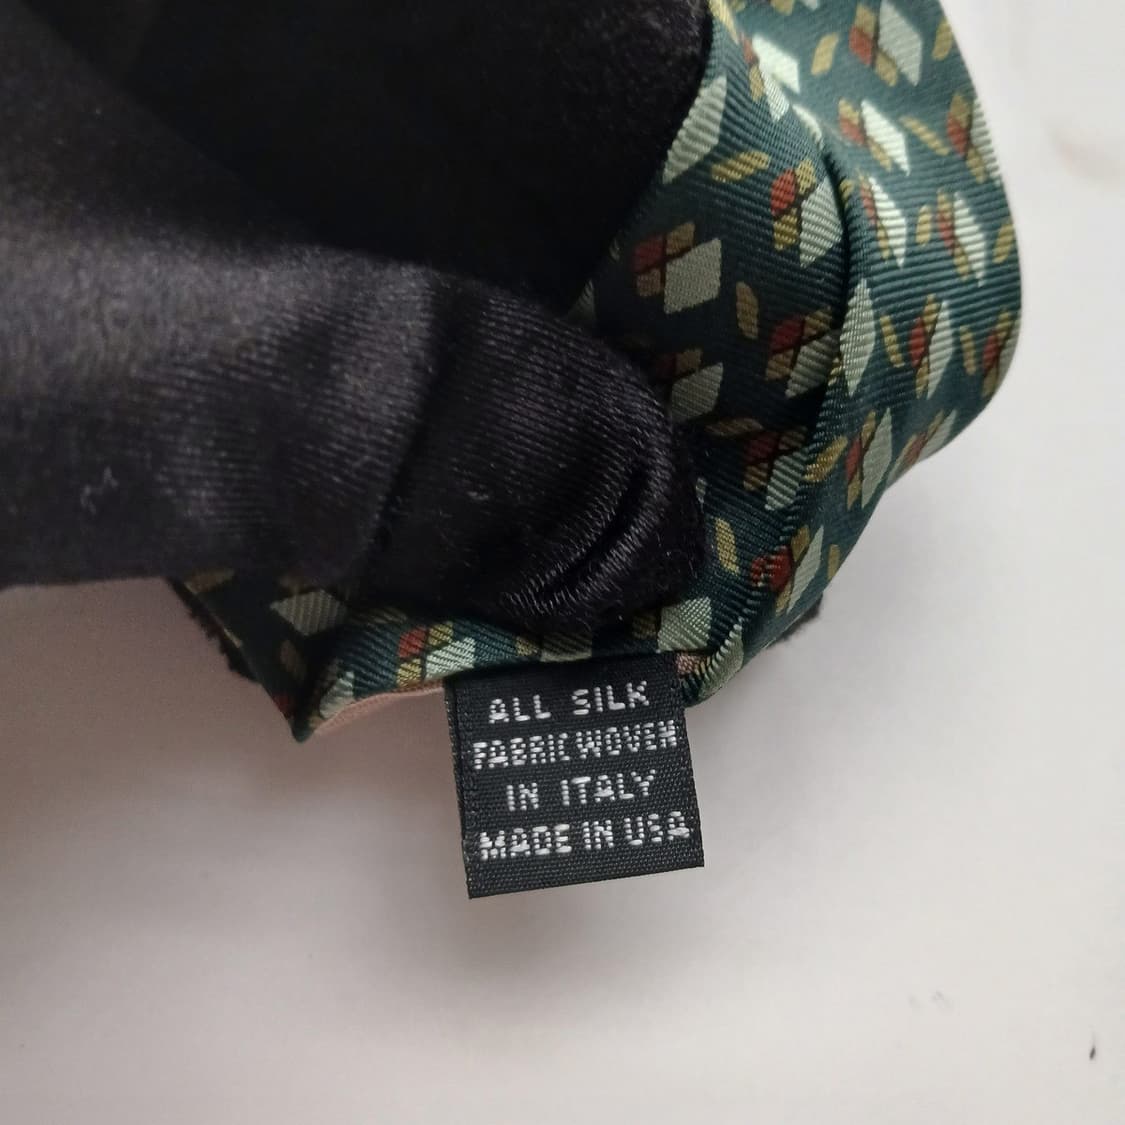 ALL SILK
FABRIC WOVEN
IN ITALY
MADE IN USA